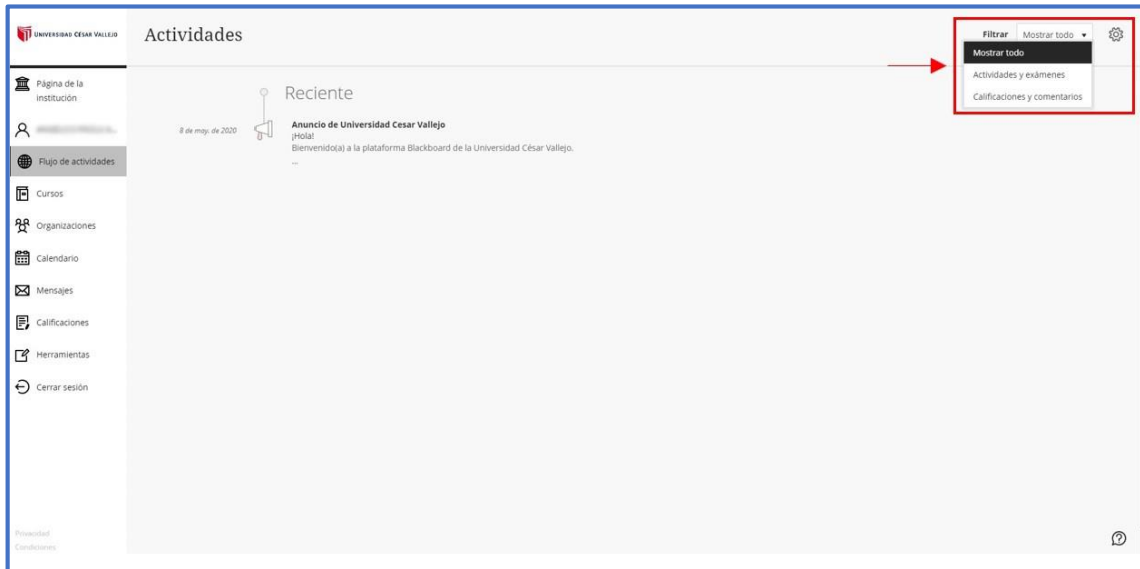 UNIVERSIDAD CÉSAR VALLEJO
Actividades
Filtrar Mostrar todo
Mostrar todo
Actividades y exámenes
Calificaciones y comentarios
Página de la
institución
Flujo de actividades
Cursos
Organizaciones
Calendario
Mensajes
Calificaciones
Herramientas
Cerrar sesión
Privacidad
Condiciones
Reciente
8 de may. de 2020
Anuncio de Universidad Cesar Vallejo
¡Hola!
Bienvenido(a) a la plataforma Blackboard de la Universidad César Vallejo.
...